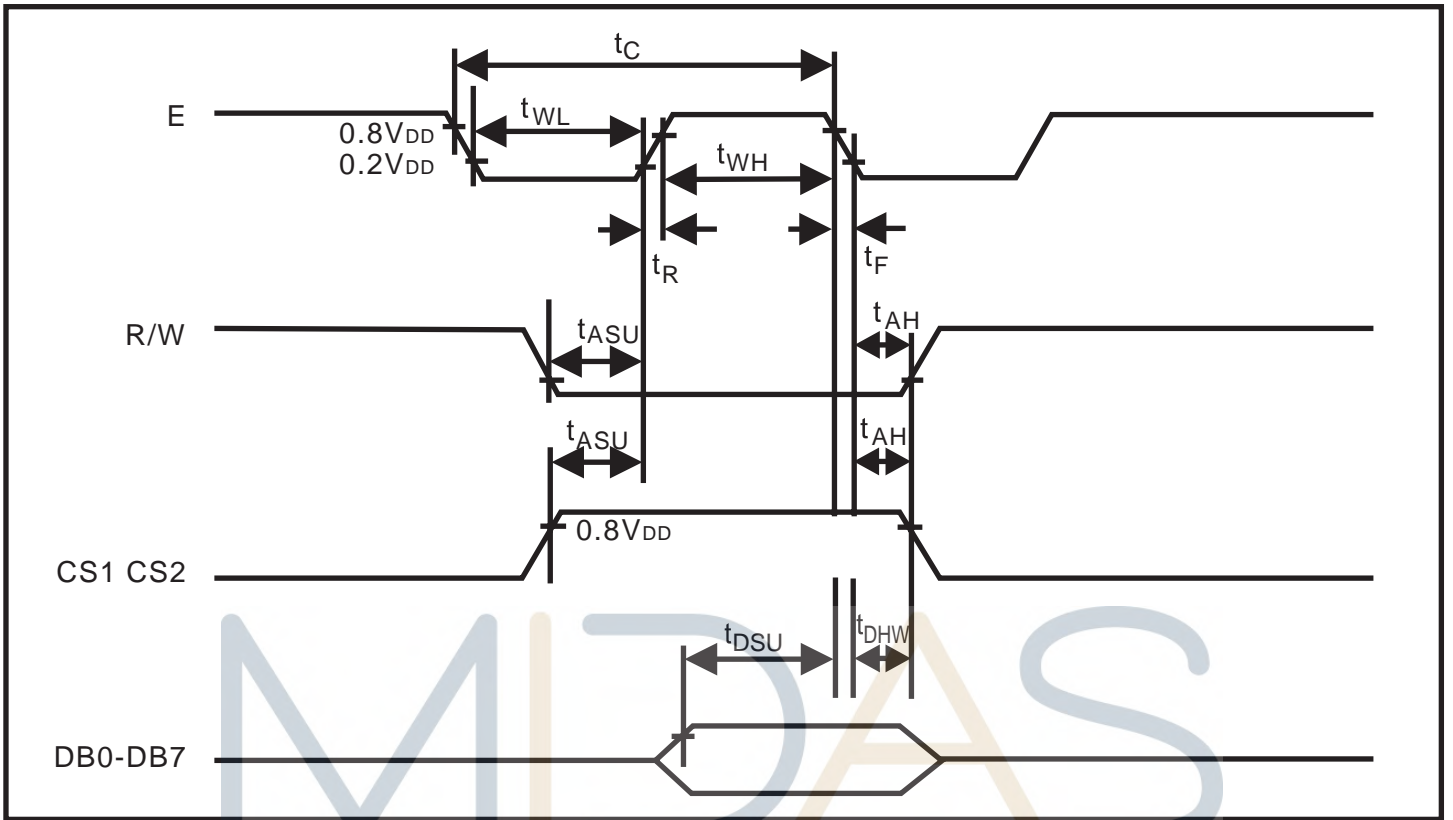 tC
E
tWL
0.8VDD
0.2VDD
tWH
tR
tF
R/W
tASU
tAH
tASU
tAH
0.8VDD
CS1 CS2
tDSU
tDHW
DB0-DB7
MIDAS